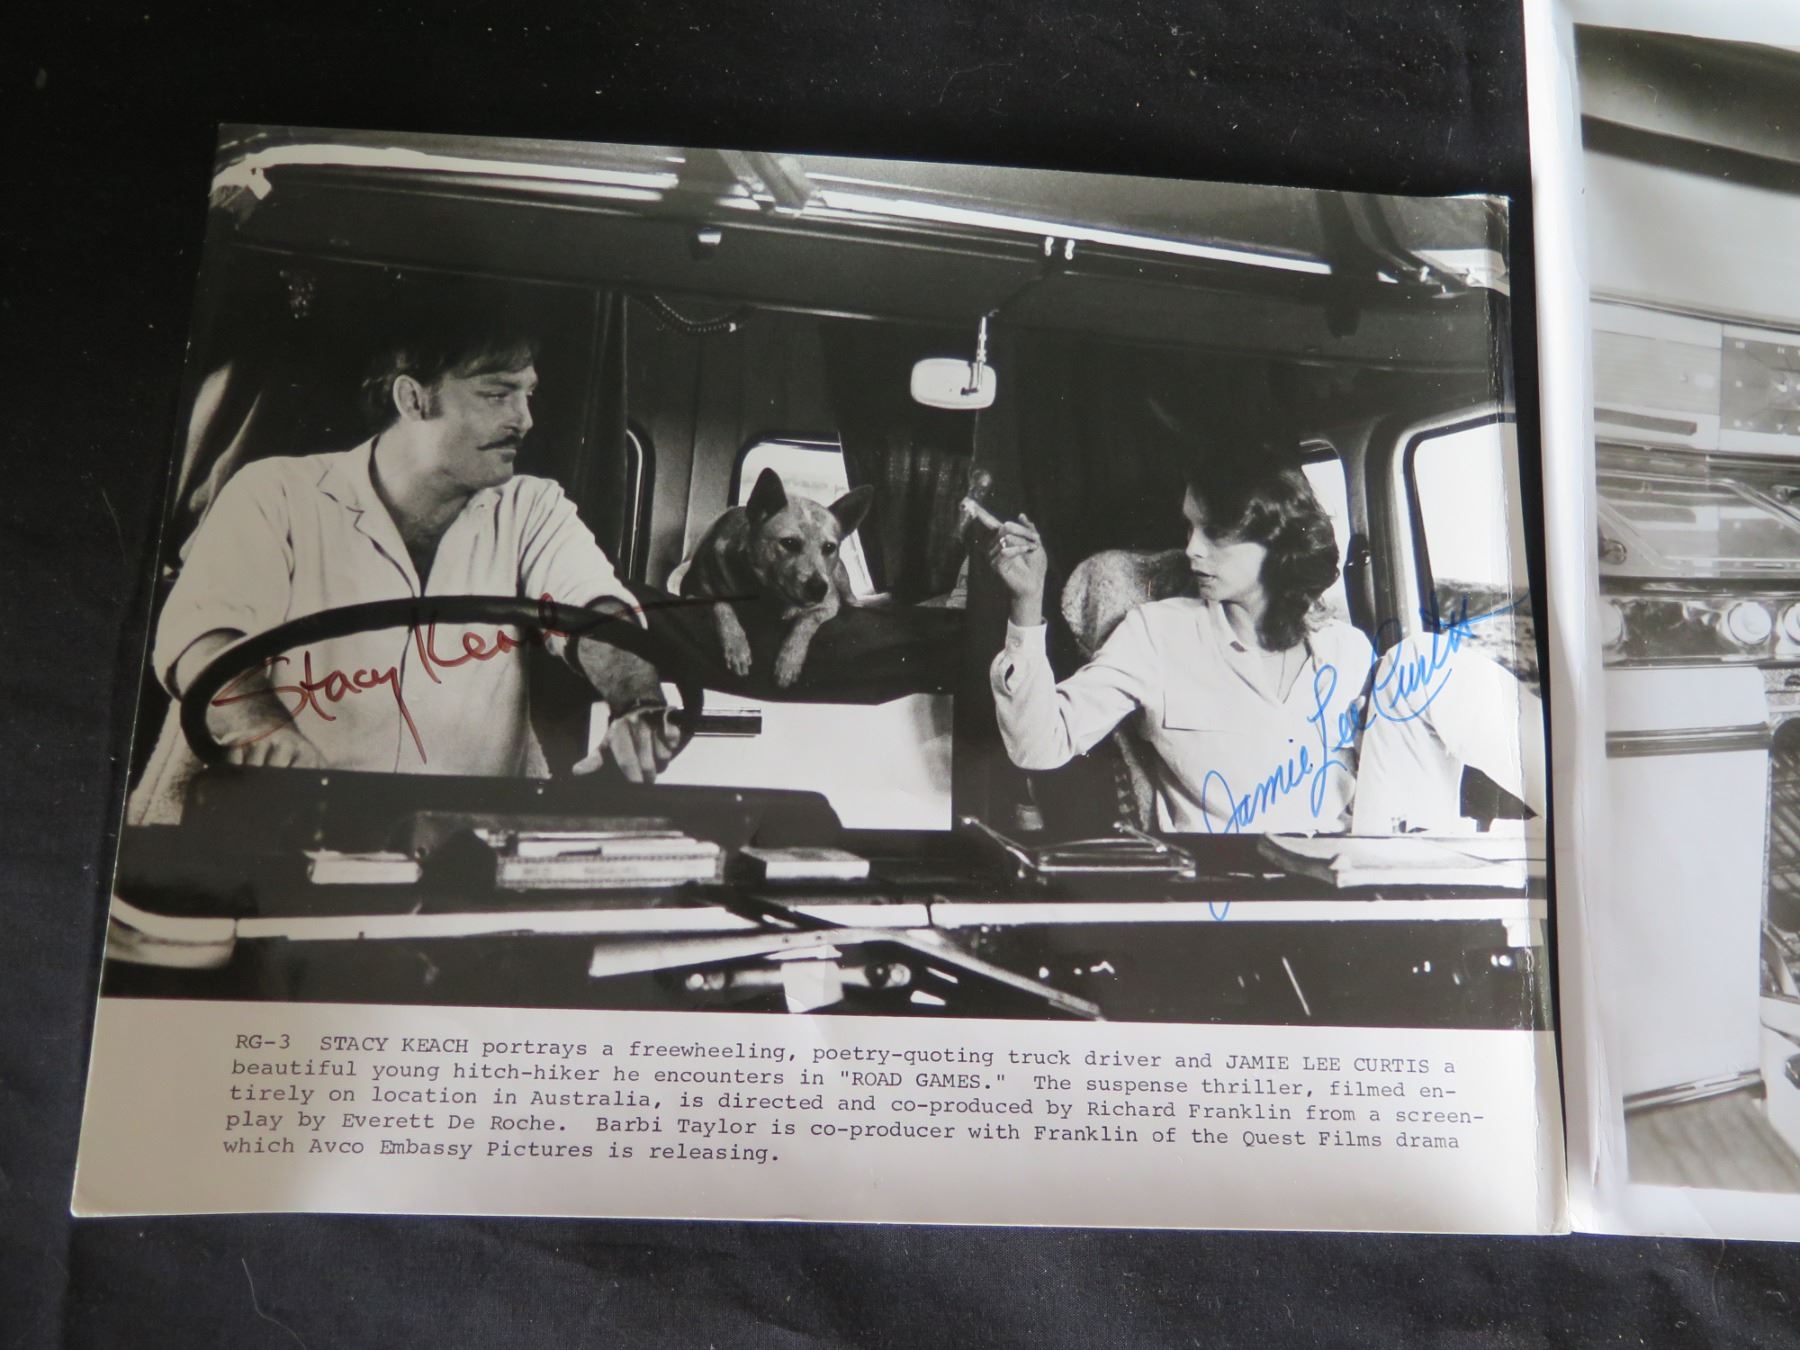 Stacy Keach
Jamie Lee Curtis
RG-3 STACY KEACH portrays a freewheeling, poetry-quoting truck driver and JAMIE LEE CURTIS a
beautiful young hitch-hiker he encounters in "ROAD GAMES." The suspense thriller, filmed en-
tirely on location in Australia, is directed and co-produced by Richard Franklin from a screen-
play by Everett De Roche. Barbi Taylor is co-producer with Franklin of the Quest Films drama
which Avco Embassy Pictures is releasing.